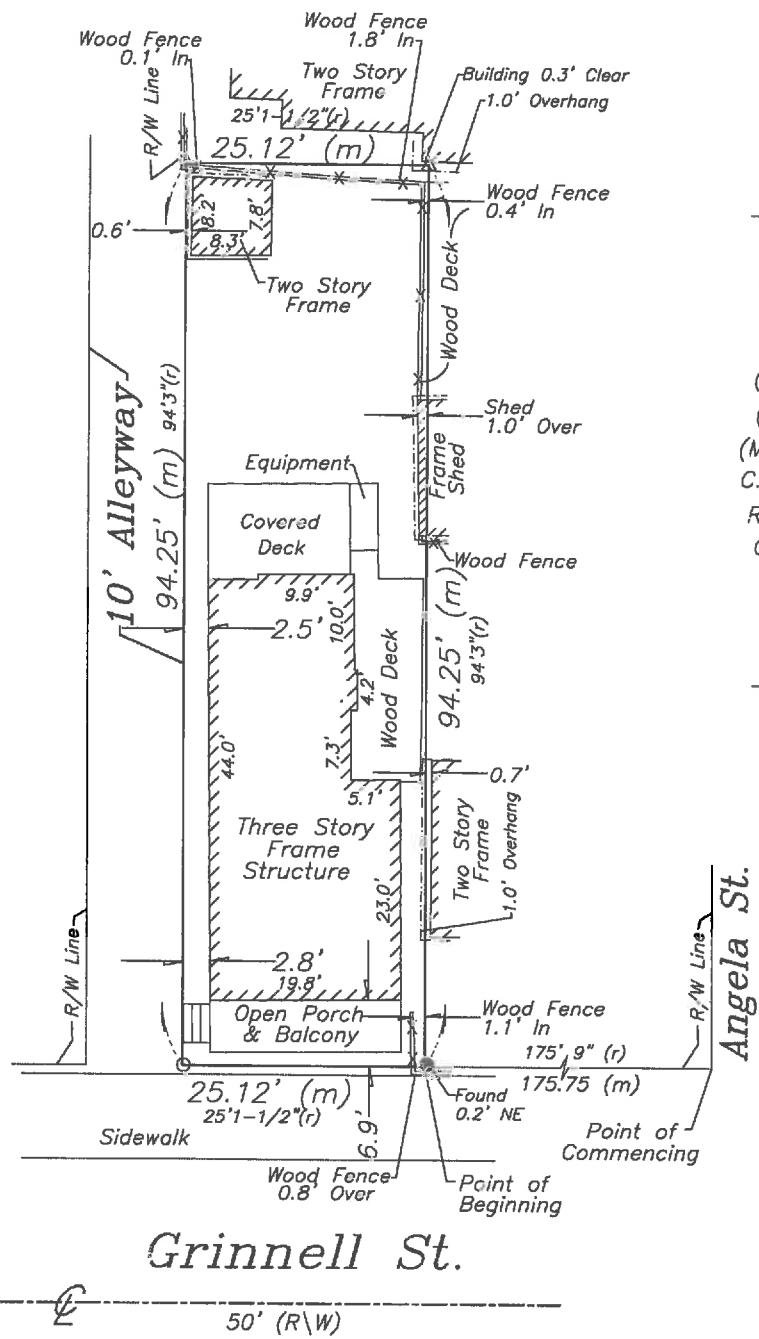 Wood Fence
0.1' In
Wood Fence
1.8' In
Two Story
Frame
Building 0.3' Clear
1.0' Overhang
R/W Line
25'1-1/2"(r)
25.12' (m)
Wood Fence
0.4' In
8.2'
7.8'
8.3'
0.6'
Two Story
Frame
Wood Deck
10' Alleyway
94.25' (m)
94'3"(r)
Shed
1.0' Over
Frame
Shed
Equipment
Covered
Deck
Wood Fence
9.9'
10.0'
2.5'
4.2'
Wood Deck
94.25' (m)
94'3"(r)
44.0'
7.3'
5.1'
0.7'
Three Story
Frame
Structure
Two Story
Frame
1.0' Overhang
23.0'
2.8'
19.8'
R/W Line
Open Porch
& Balcony
Wood Fence
1.1' In
R/W Line
Angela St.
175'. 9" (r)
175.75 (m)
25.12' (m)
25'1-1/2"(r)
6.9'
Found
0.2' NE
Sidewalk
Point of
Commencing
Wood Fence
0.8' Over
Point of
Beginning
Grinnell St.
℄
50' (R\W)
(M
C.
R